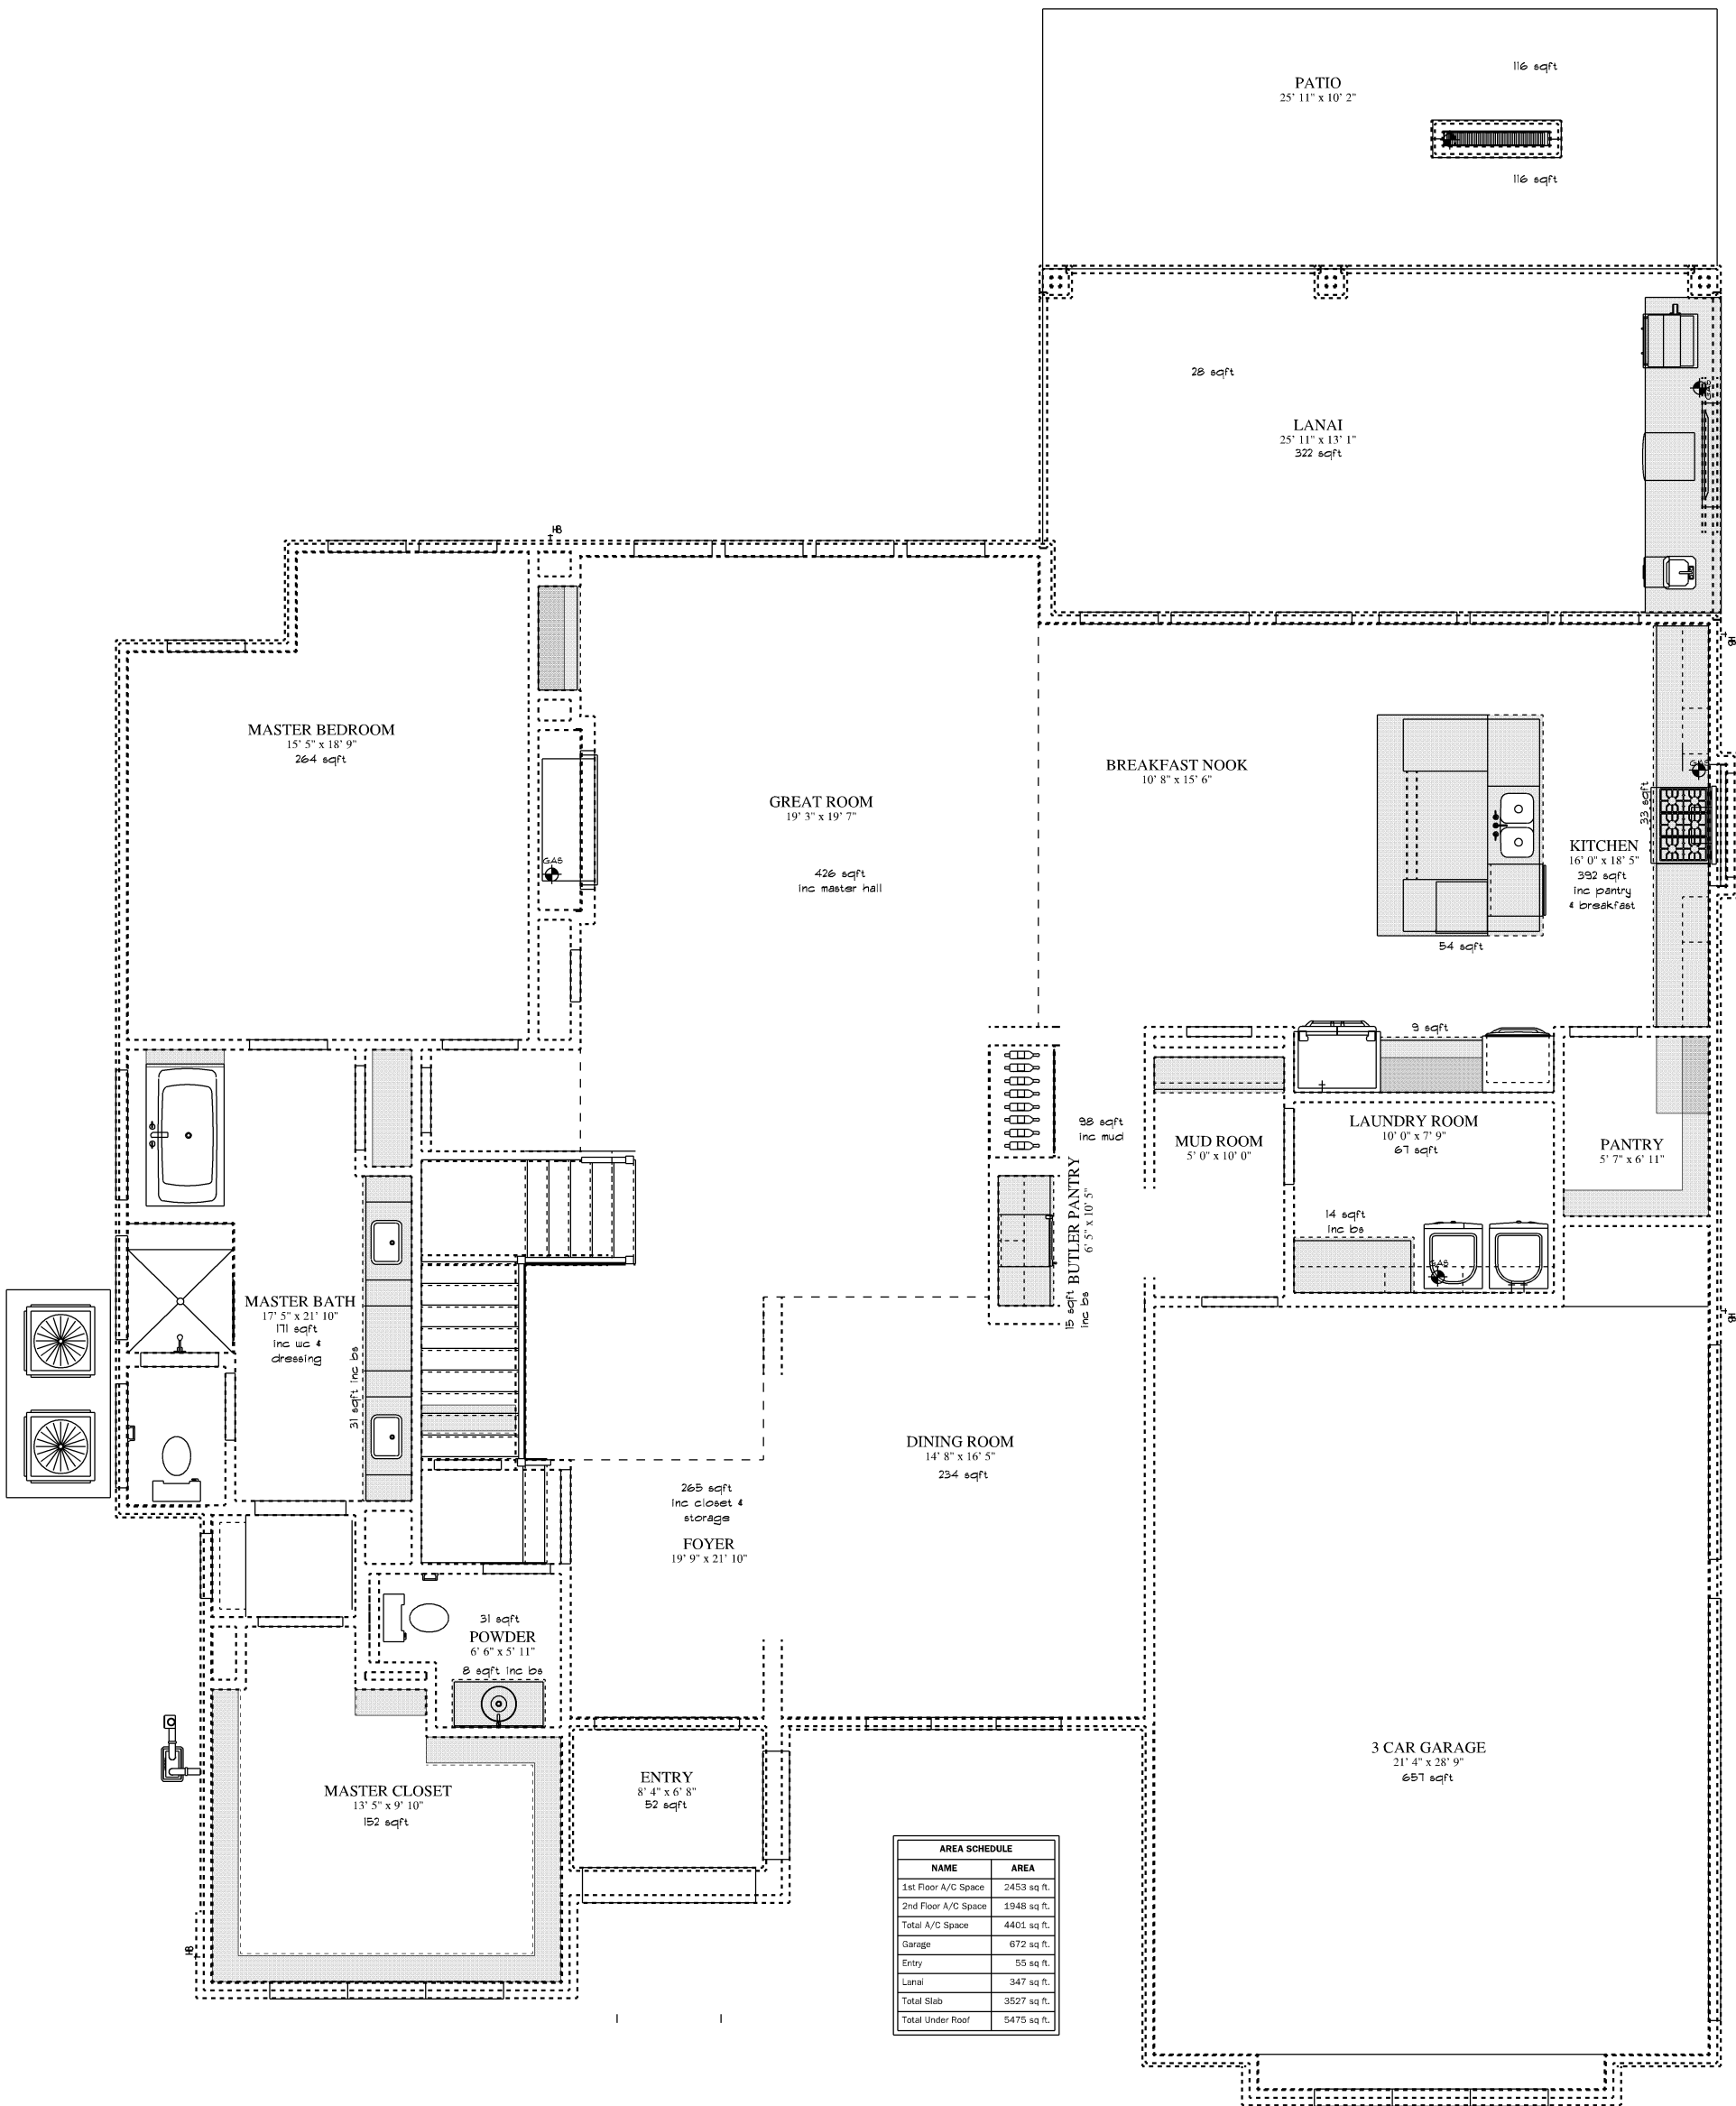 116 sqft
PATIO
25' 11" x 10' 2"
116 sqft
28 sqft
GAS
LANAI
25' 11" x 13' 1"
322 sqft
HB
HB
MASTER BEDROOM
15' 5" x 18' 9"
264 sqft
GREAT ROOM
19' 3" x 19' 7"
GAS
426 sqft
inc master hall
BREAKFAST NOOK
10' 8" x 15' 6"
GAS
33 sqft
KITCHEN
16' 0" x 18' 5"
392 sqft
inc pantry
& breakfast
54 sqft
9 sqft
98 sqft
inc mud
MUD ROOM
5' 0" x 10' 0"
LAUNDRY ROOM
10' 0" x 7' 9"
67 sqft
PANTRY
5' 7" x 6' 11"
BUTLER PANTRY
6' 5" x 10' 5"
15 sqft
inc bs
14 sqft
inc bs
GAS
HB
MASTER BATH
17' 5" x 21' 10"
171 sqft
inc wc &
dressing
31 sqft inc bs
DINING ROOM
14' 8" x 16' 5"
234 sqft
265 sqft
inc closet &
storage
FOYER
19' 9" x 21' 10"
31 sqft
POWDER
6' 6" x 5' 11"
8 sqft inc bs
3 CAR GARAGE
21' 4" x 28' 9"
657 sqft
ENTRY
8' 4" x 6' 8"
52 sqft
MASTER CLOSET
13' 5" x 9' 10"
152 sqft
HB
AREA SCHEDULE
NAME AREA
1st Floor A/C Space 2453 sq ft.
2nd Floor A/C Space 1948 sq ft.
Total A/C Space 4401 sq ft.
Garage 672 sq ft.
Entry 55 sq ft.
Lanai 347 sq ft.
Total Slab 3527 sq ft.
Total Under Roof 5475 sq ft.